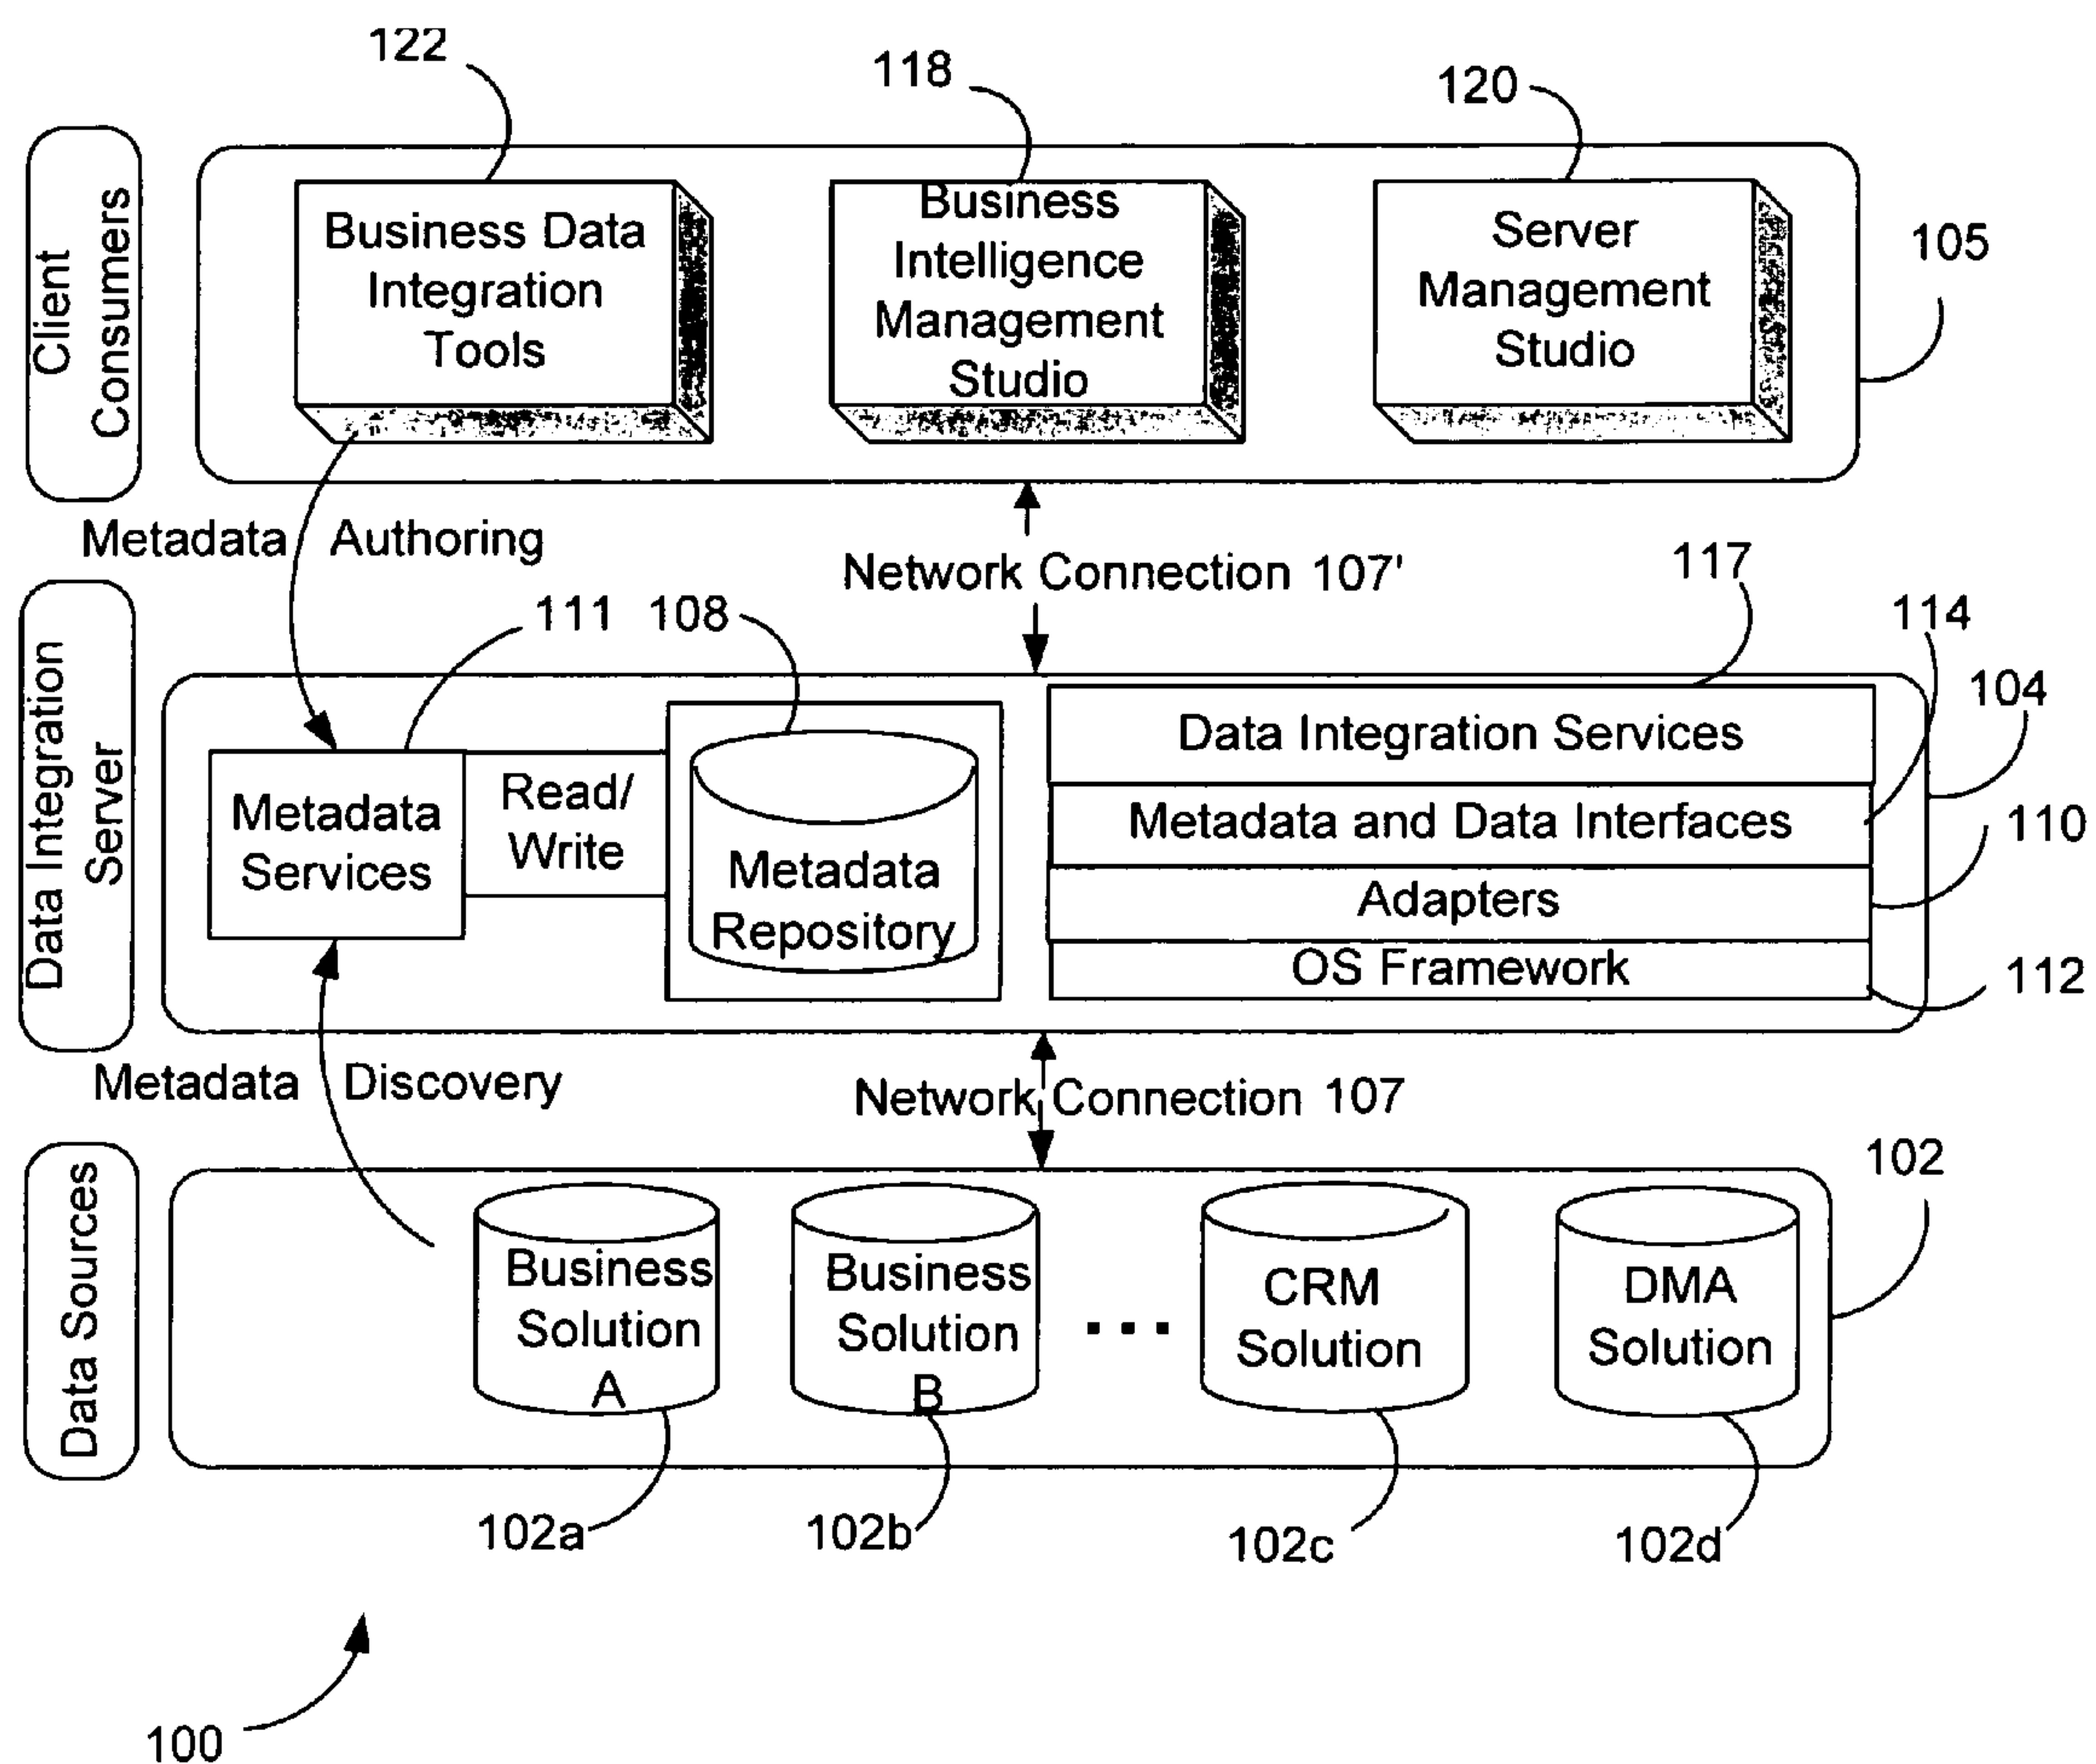 122
118
120
Client
Consumers
Business Data
Integration
Tools
Business
Intelligence
Management
Studio
Server
Management
Studio
105
Metadata Authoring
Network Connection 107'
117
111 108
114
104
Data Integration
Server
Metadata
Services
Read/
Write
Metadata
Repository
Data Integration Services
Metadata and Data Interfaces
Adapters
OS Framework
110
112
Metadata Discovery
Network Connection 107
102
Data Sources
Business
Solution
A
Business
Solution
B
...
CRM
Solution
DMA
Solution
102a
102b
102c
102d
100